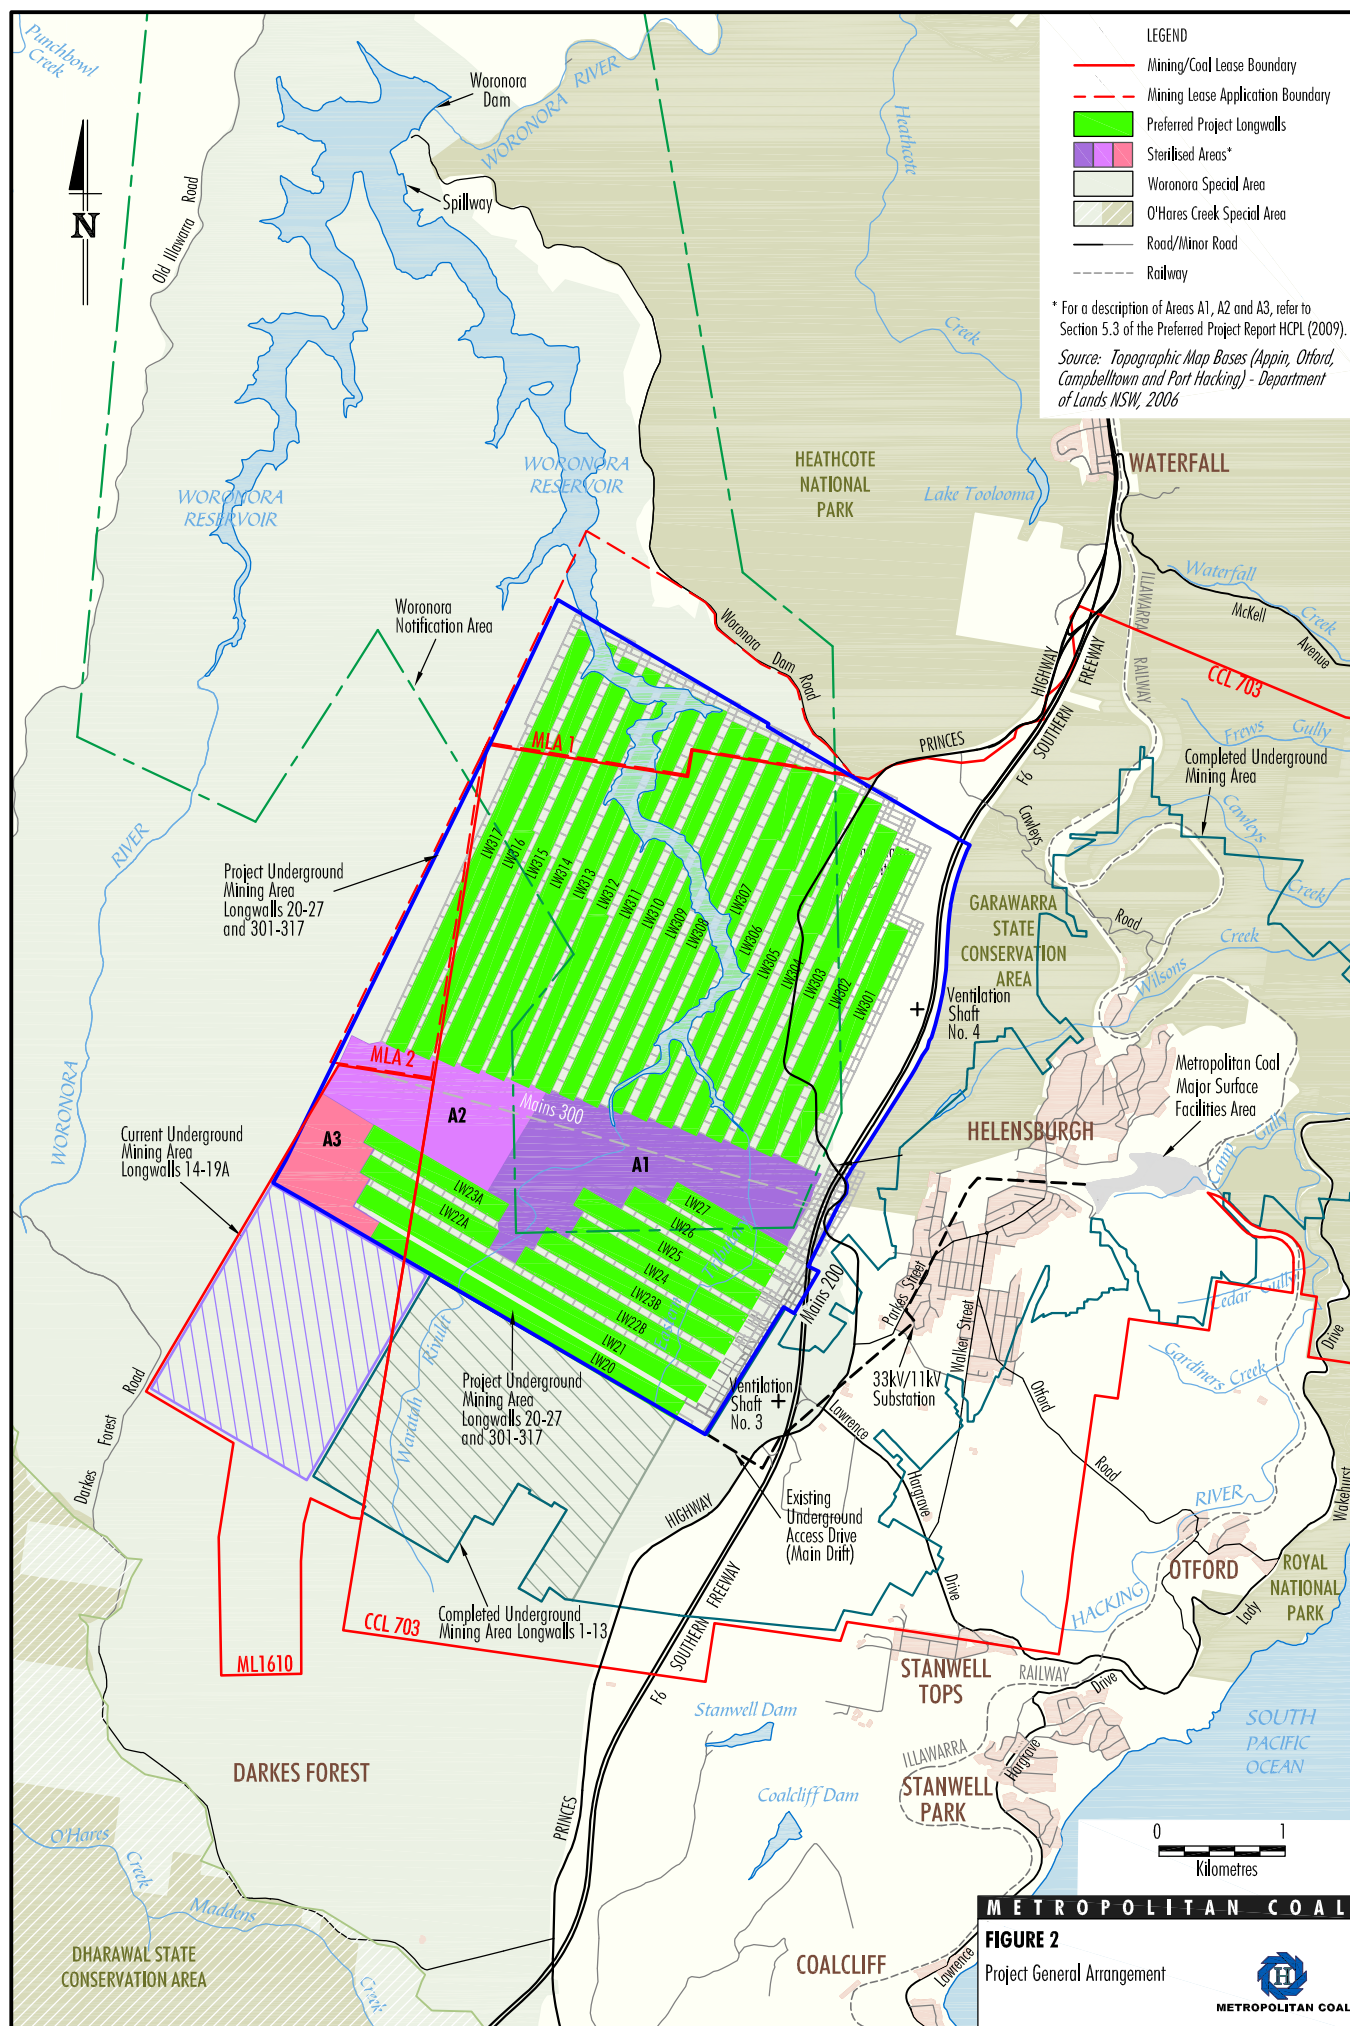 LEGEND
Mining/Coal Lease Boundary
Mining Lease Application Boundary
Preferred Project Longwalls
Sterilised Areas*
Woronora Special Area
O'Hares Creek Special Area
Road/Minor Road
Railway
* For a description of Areas A1, A2 and A3, refer to
Section 5.3 of the Preferred Project Report HCPL (2009).
Source: Topographic Map Bases (Appin, Otford,
Campbelltown and Port Hacking) - Department
of Lands NSW, 2006
Punchbowl
Creek
Woronora
Dam
WORONORA RIVER
Heathcote
Creek
N
Old Illawarra Road
Spillway
WORONORA
RESERVOIR
WORONORA
RESERVOIR
HEATHCOTE
NATIONAL
PARK
Lake Toolooma
WATERFALL
Waterfall
Creek
McKell
Avenue
ILLAWARRA
RAILWAY
Woronora
Notification Area
Woronora Dam Road
HIGHWAY
FREEWAY
CCL 703
PRINCES
SOUTHERN
F6
Frews Gully
Completed Underground
Mining Area
Cawleys
Creek
Cawleys
Road
MLA 1
RIVER
Project Underground
Mining Area
Longwalls 20-27
and 301-317
LW317
LW316
LW315
LW314
LW313
LW312
LW311
LW310
LW309
LW308
LW307
LW306
LW305
LW304
LW303
LW302
LW301
GARAWARRA
STATE
CONSERVATION
AREA
Wilsons
Creek
Ventilation
Shaft
No. 4
WORONORA
MLA 2
Metropolitan Coal
Major Surface
Facilities Area
Mains 300
A2
A3
A1
HELENSBURGH
Camp Gully
Current Underground
Mining Area
Longwalls 14-19A
LW23A
LW22A
LW27
LW26
LW25
LW24
LW23B
LW22B
LW21
LW20
Mains 200
Parkes Street
Walker Street
Cedar Gully
Gardiners Creek
Drive
Waratah Rivulet
Project Underground
Mining Area
Longwalls 20-27
and 301-317
Ventilation
Shaft
No. 3
33kV/11kV
Substation
Otford
Road
Lawrence
Hargrave
Drive
Darkes Forest Road
HIGHWAY
Existing
Underground
Access Drive
(Main Drift)
RIVER
HACKING
OTFORD
Wakehurst
Lady
ROYAL
NATIONAL
PARK
FREEWAY
SOUTHERN
F6
Completed Underground
Mining Area Longwalls 1-13
CCL 703
ML1610
STANWELL
TOPS
RAILWAY
Drive
Stanwell Dam
ILLAWARRA
Hargrave
SOUTH
PACIFIC
OCEAN
DARKES FOREST
STANWELL
PARK
Coalcliff Dam
PRINCES
O'Hares
Creek
Maddens
Creek
0 1
Kilometres
DHARAWAL STATE
CONSERVATION AREA
COALCLIFF
Lawrence
METROPOLITAN COAL
FIGURE 2
Project General Arrangement
H
METROPOLITAN COAL